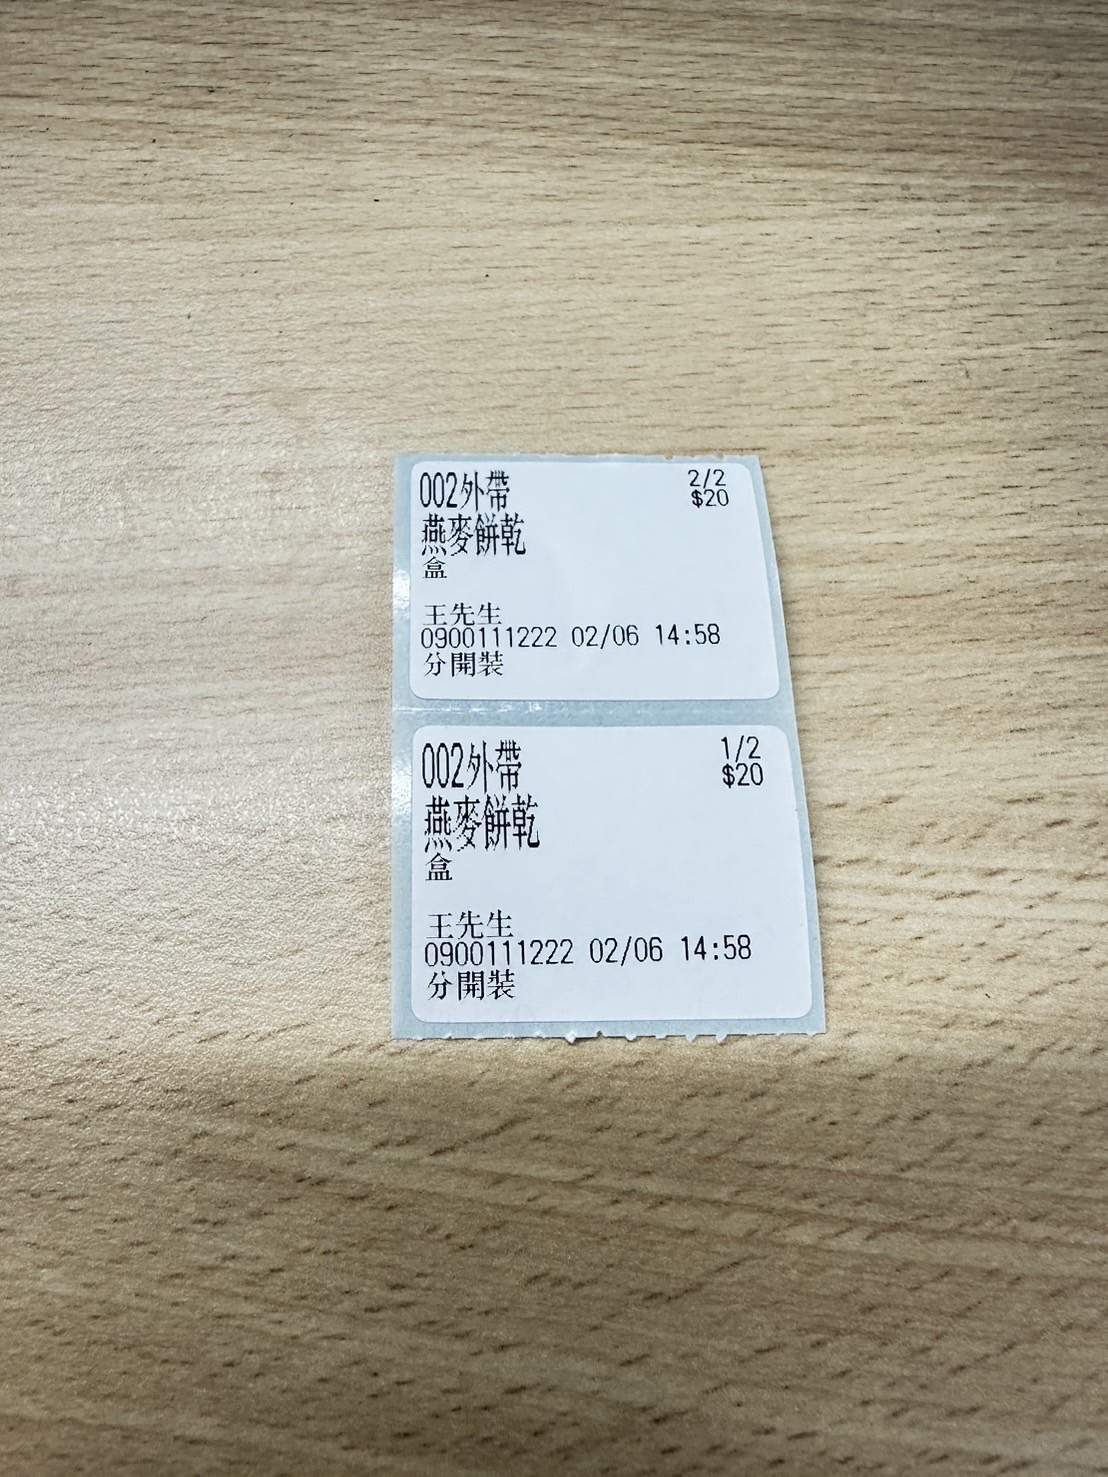 002外帶 2/2
$20
燕麥餅乾
盒
王先生
0900111222 02/06 14:58
分開裝
002外帶 1/2
$20
燕麥餅乾
盒
王先生
0900111222 02/06 14:58
分開裝